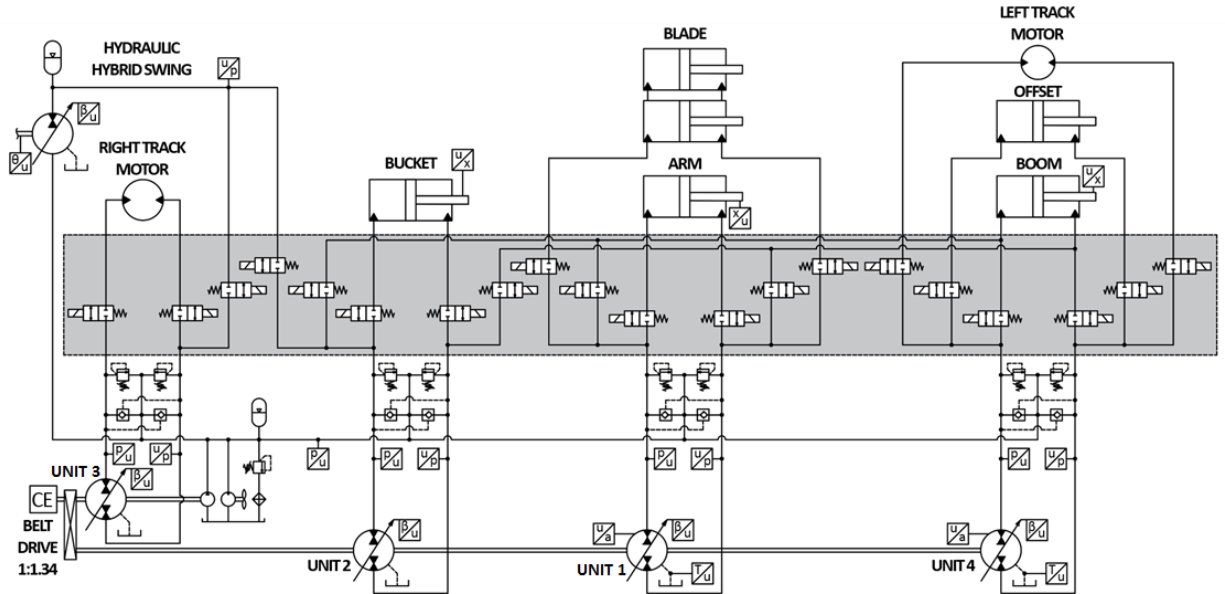 LEFT TRACK
MOTOR
BLADE
HYDRAULIC
HYBRID SWING
u/p
OFFSET
β/u
RIGHT TRACK
MOTOR
θ/u
BUCKET
u/x
ARM
x/u
BOOM
u/x
p/u
u/p
p/u
p/u
u/p
p/u
u/p
p/u
u/p
UNIT 3
β/u
CE
BELT
DRIVE
1:1.34
β/u
UNIT 2
u/a
β/u
UNIT 1
T/u
u/a
β/u
UNIT 4
T/u